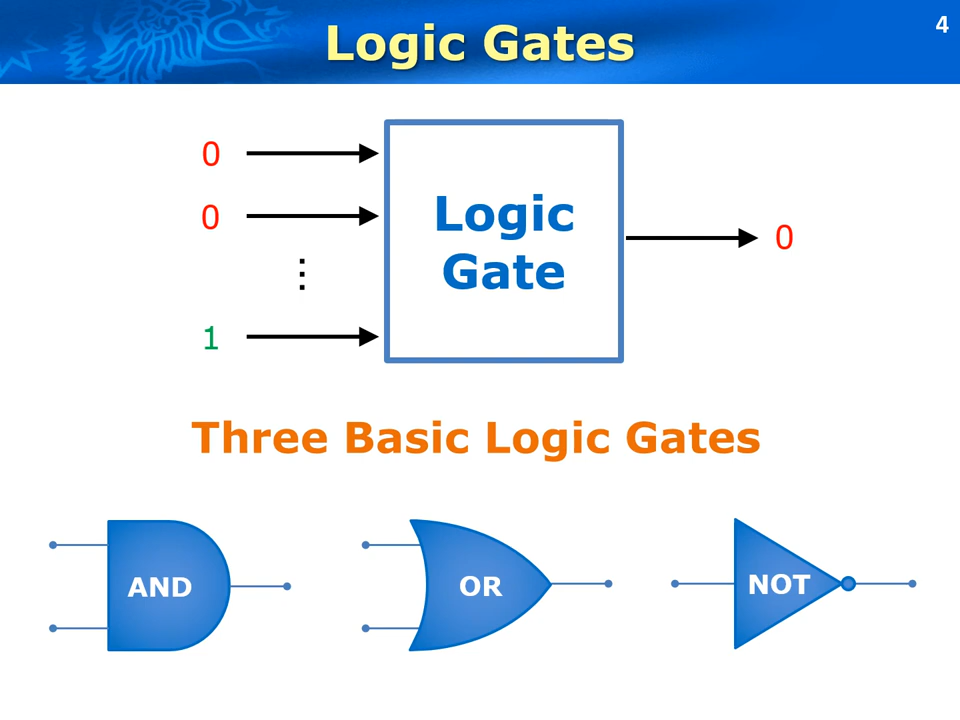 Logic Gates
4
0
0
⋮
1
Logic
Gate
0
Three Basic Logic Gates
AND
OR
NOT